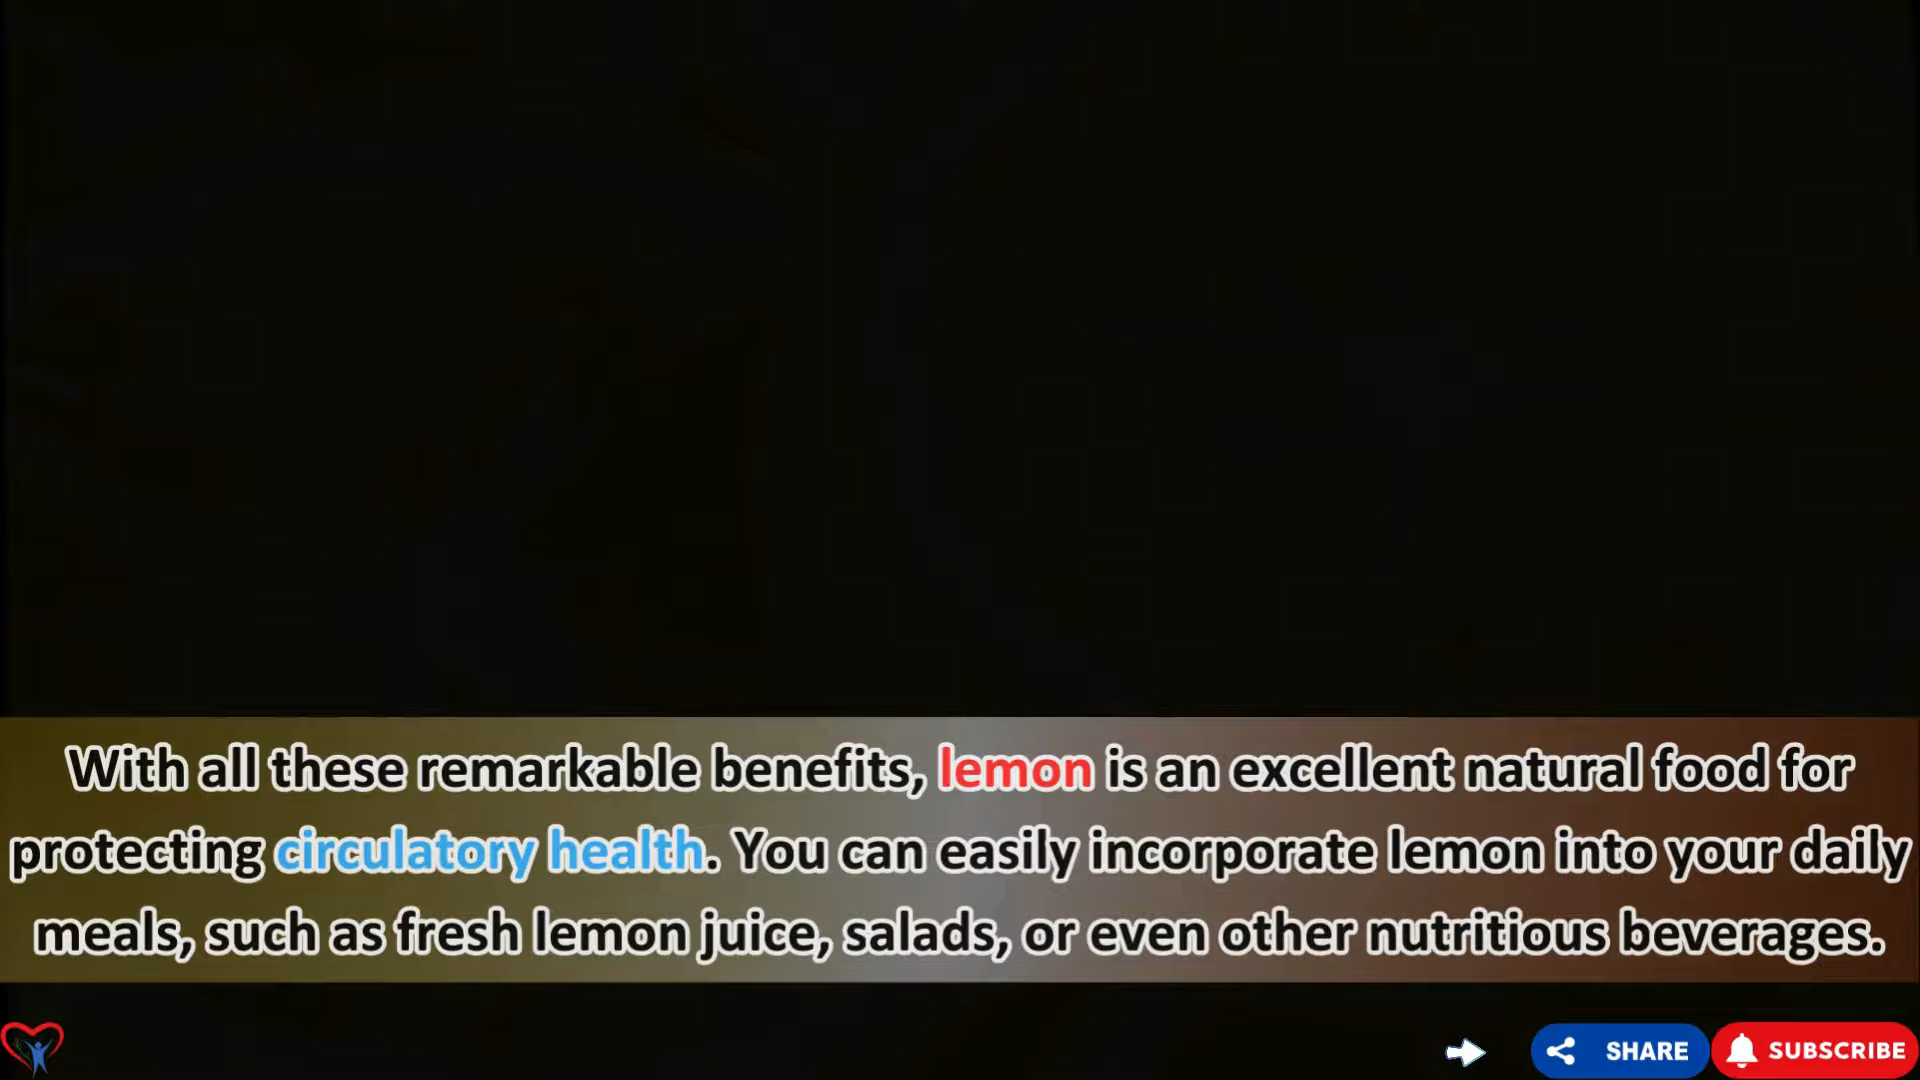 With all these remarkable benefits, lemon is an excellent natural food for
protecting circulatory health. You can easily incorporate lemon into your daily
meals, such as fresh lemon juice, salads, or even other nutritious beverages.
SHARE
SUBSCRIBE